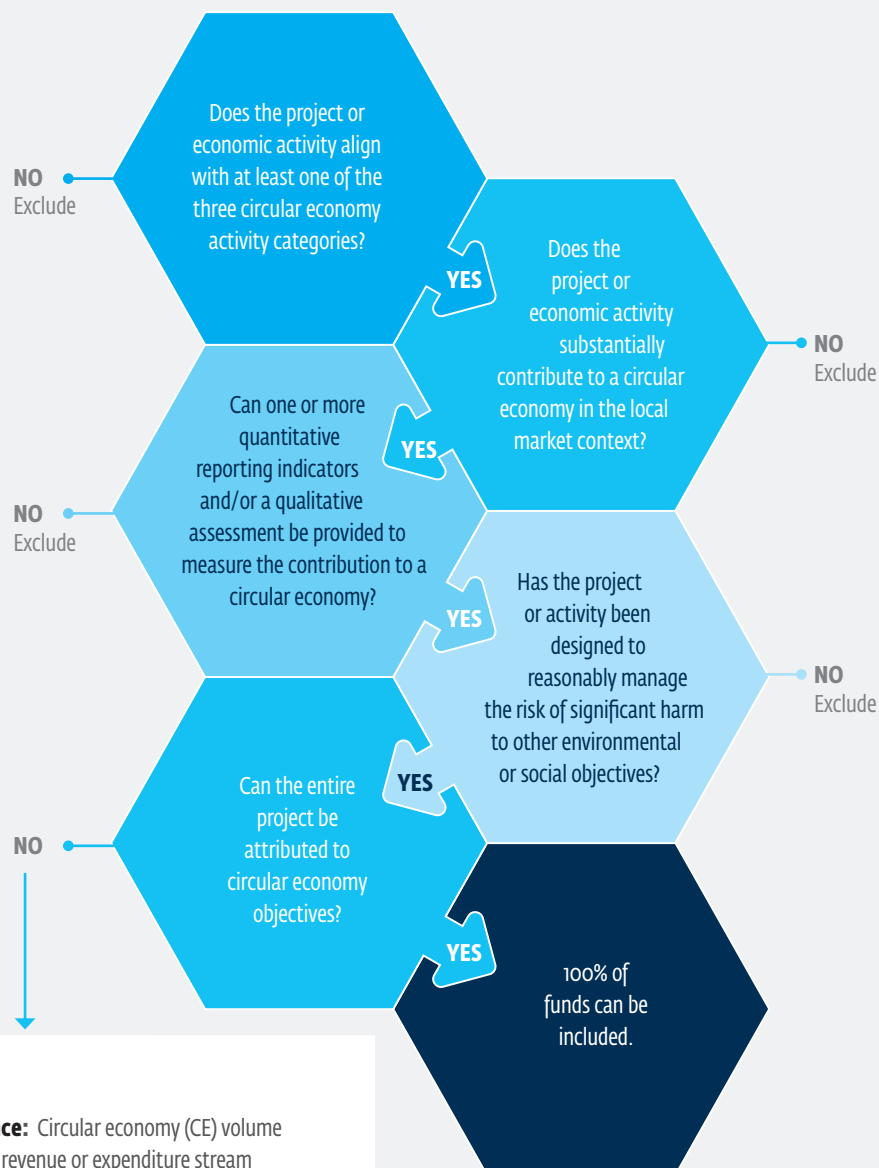 Does the project or
economic activity align
with at least one of the
three circular economy
activity categories?
NO
Exclude
YES
Does the
project or
economic activity
substantially
contribute to a circular
economy in the local
market context?
NO
Exclude
YES
Can one or more
quantitative
reporting indicators
and/or a qualitative
assessment be provided to
measure the contribution to a
circular economy?
NO
Exclude
YES
Has the project
or activity been
designed to
reasonably manage
the risk of significant harm
to other environmental
or social objectives?
NO
Exclude
YES
Can the entire
project be
attributed to
circular economy
objectives?
NO
YES
100% of
funds can be
included.
Circular economy (CE) volume
revenue or expenditure stream